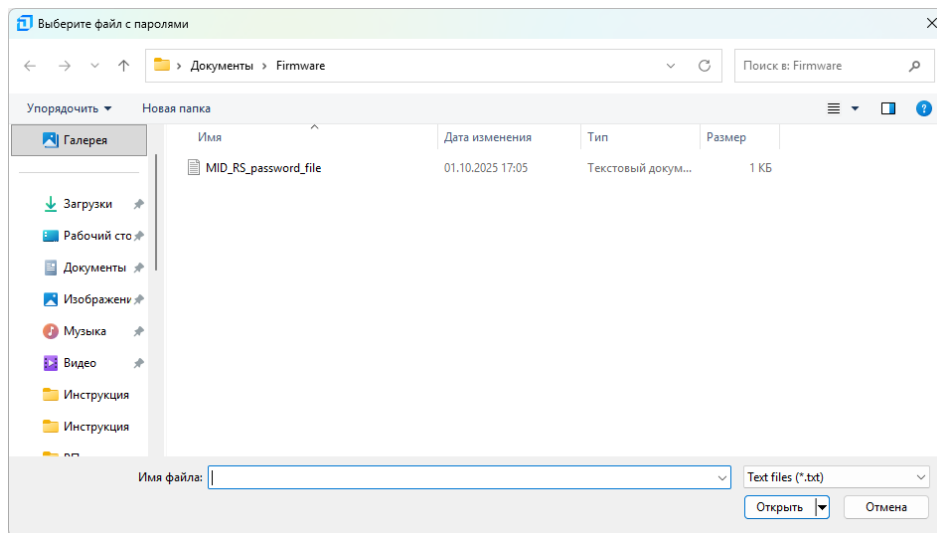 Выберите файл с паролями
Документы > Firmware
Поиск в: Firmware
Упорядочить
Новая папка
Галерея
Имя
Дата изменения
Тип
Размер
MID_RS_password_file
01.10.2025 17:05
Текстовый докум...
1 КБ
Загрузки
Рабочий сто
Документы
Изображени
Музыка
Видео
Инструкция
Инструкция
Имя файла:
Text files (*.txt)
Открыть
Отмена